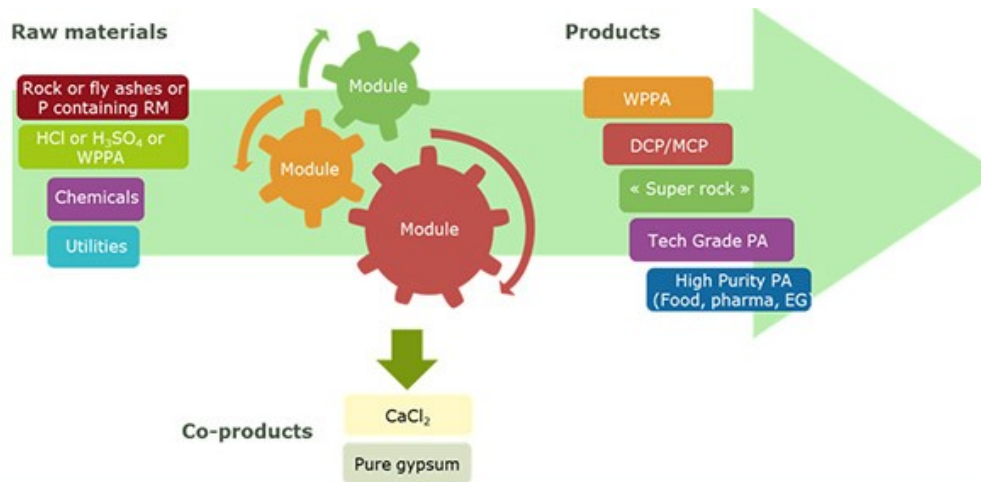 Raw materials
Products
Rock or fly ashes or
P containing RM
HCl or H₃SO₄ or
WPPA
Chemicals
Utilities
Module
Module
Module
WPPA
DCP/MCP
« Super rock »
Tech Grade PA
High Purity PA
(Food, pharma, EG)
Co-products
CaCl₂
Pure gypsum